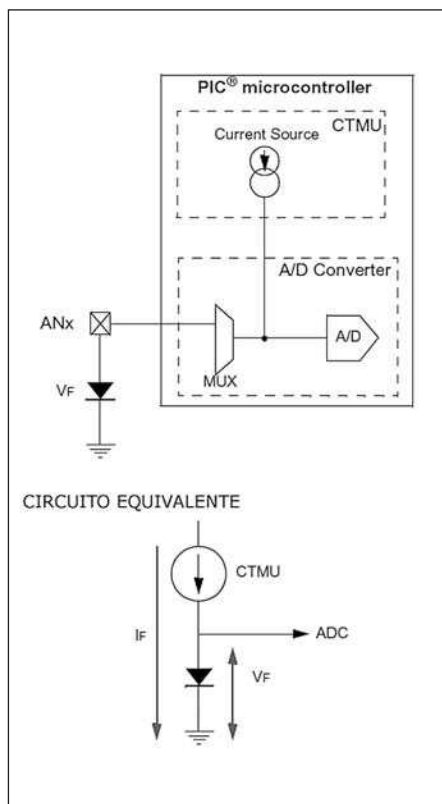 PIC® microcontroller
CTMU
Current Source
A/D Converter
ANx
A/D
MUX
VF
CIRCUITO EQUIVALENTE
CTMU
IF
ADC
VF